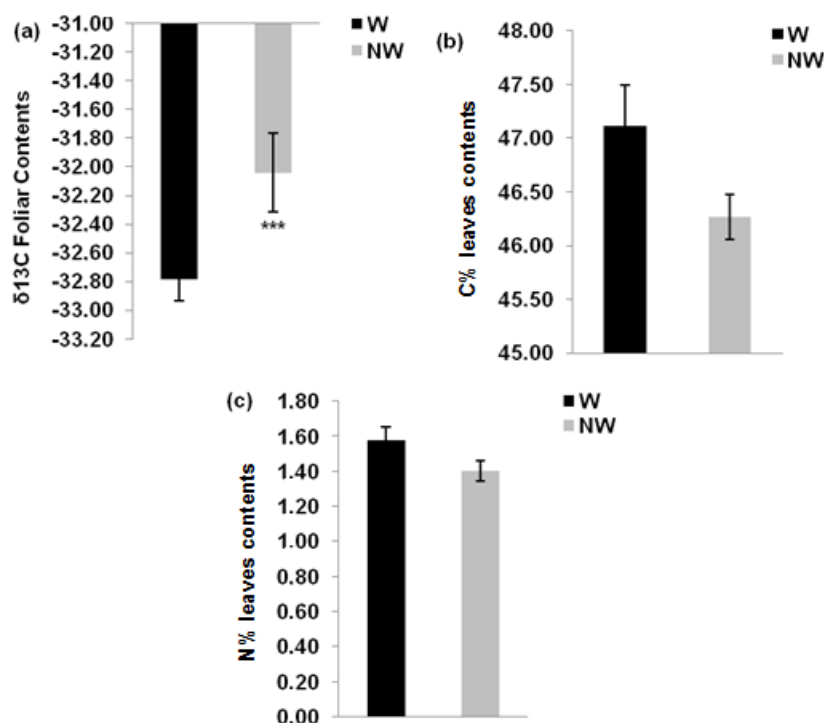 (a)
δ13C Foliar Contents
-31.00
-31.20
-31.40
-31.60
-31.80
-32.00
-32.20
-32.40
-32.60
-32.80
-33.00
-33.20
***
W
NW
(b)
C% leaves contents
48.00
47.50
47.00
46.50
46.00
45.50
45.00
W
NW
(c)
N% leaves contents
1.80
1.60
1.40
1.20
1.00
0.80
0.60
0.40
0.20
0.00
W
NW